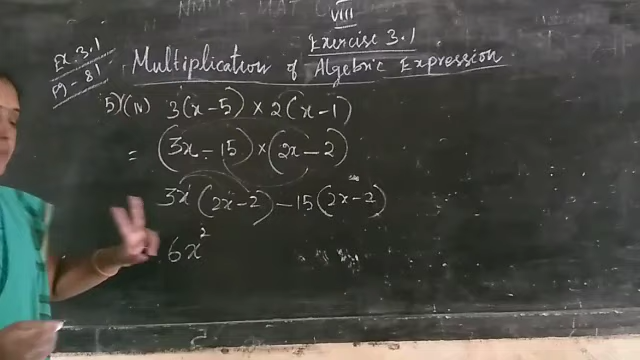 VIII
Ex. 3.1
Pg - 81
Exercise 3.1
Multiplication of Algebric Expression
5) (iv) 3(x-5) × 2(x-1)
= (3x - 15) × (2x - 2)
3x (2x - 2) - 15 (2x - 2)
6x²